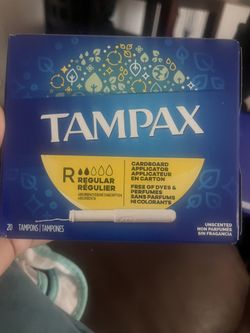 TAMPAX
R
REGULAR
RÉGULIER
CARDBOARD
APPLICATOR
APPLICATEUR
EN CARTON
FREE OF DYES &
PERFUMES
SANS PARFUMS
NI COLORANTS
20 TAMPONS | TAMPONES
UNSCENTED
NON PARFUMÉS
SIN FRAGANCIA